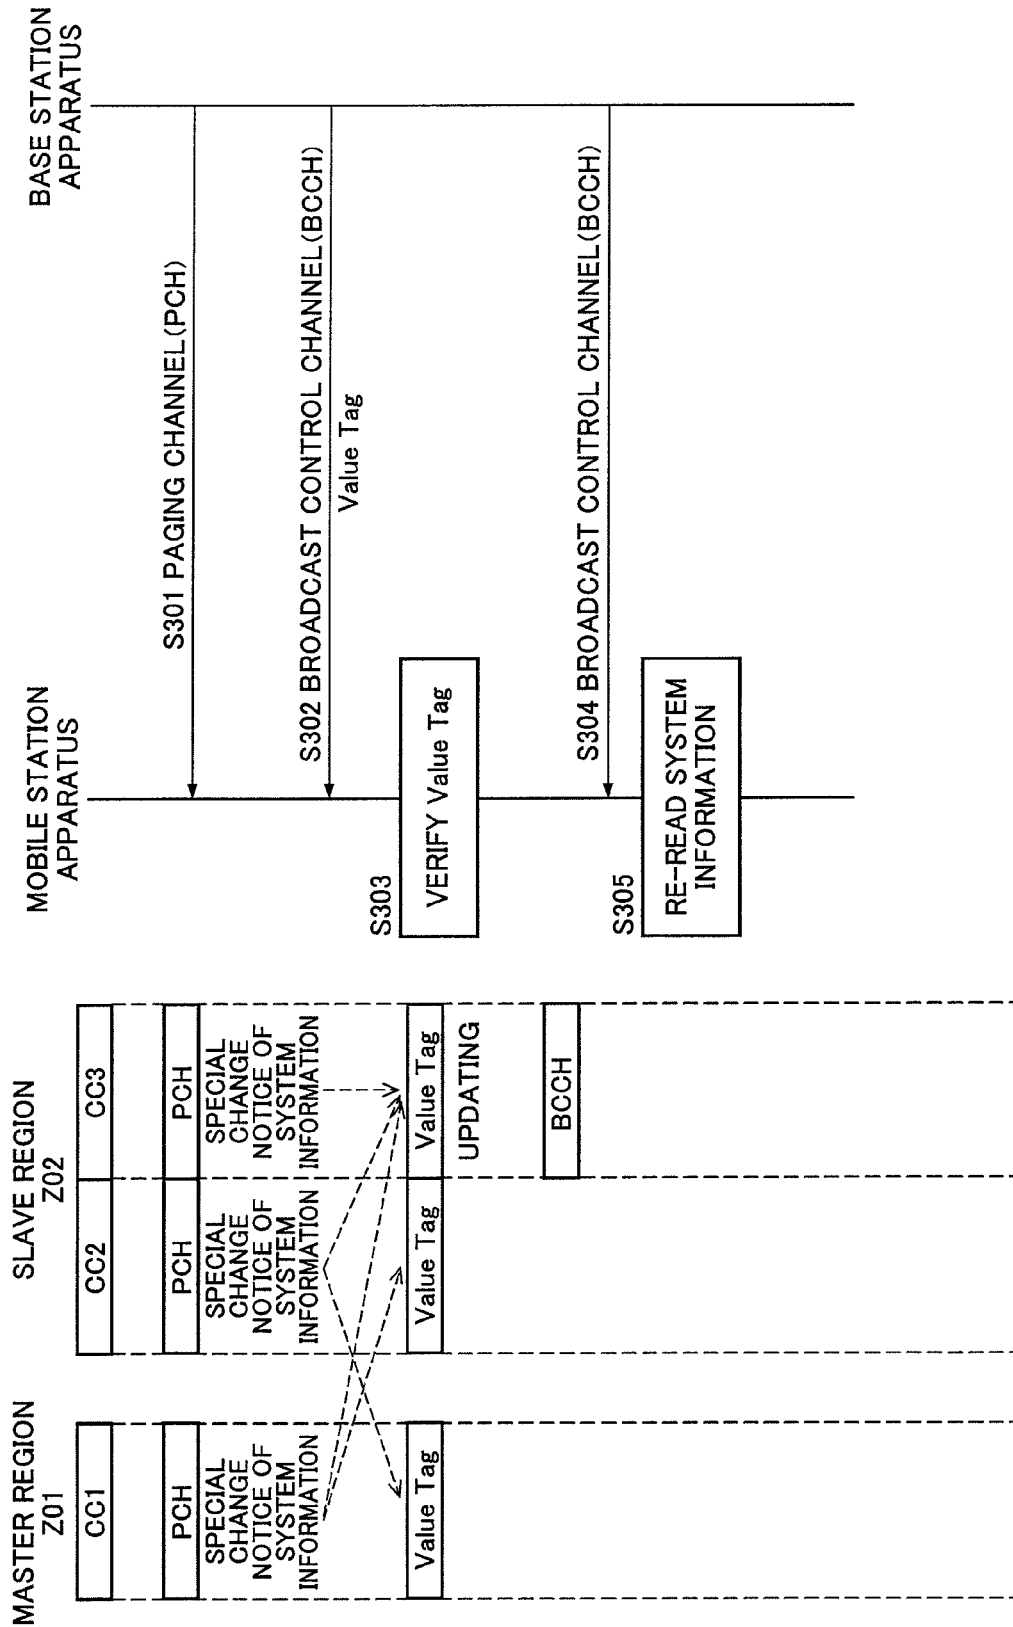 MASTER REGION
Z01
CC1
PCH
SPECIAL
CHANGE
NOTICE OF
SYSTEM
INFORMATION
Value Tag
SLAVE REGION
Z02
CC2
CC3
PCH
SPECIAL
CHANGE
NOTICE OF
SYSTEM
INFORMATION
Value Tag
PCH
SPECIAL
CHANGE
NOTICE OF
SYSTEM
INFORMATION
Value Tag
UPDATING
BCCH
MOBILE STATION
APPARATUS
BASE STATION
APPARATUS
S301 PAGING CHANNEL(PCH)
S302 BROADCAST CONTROL CHANNEL(BCCH)
Value Tag
S303
VERIFY Value Tag
S304 BROADCAST CONTROL CHANNEL(BCCH)
S305
RE-READ SYSTEM
INFORMATION